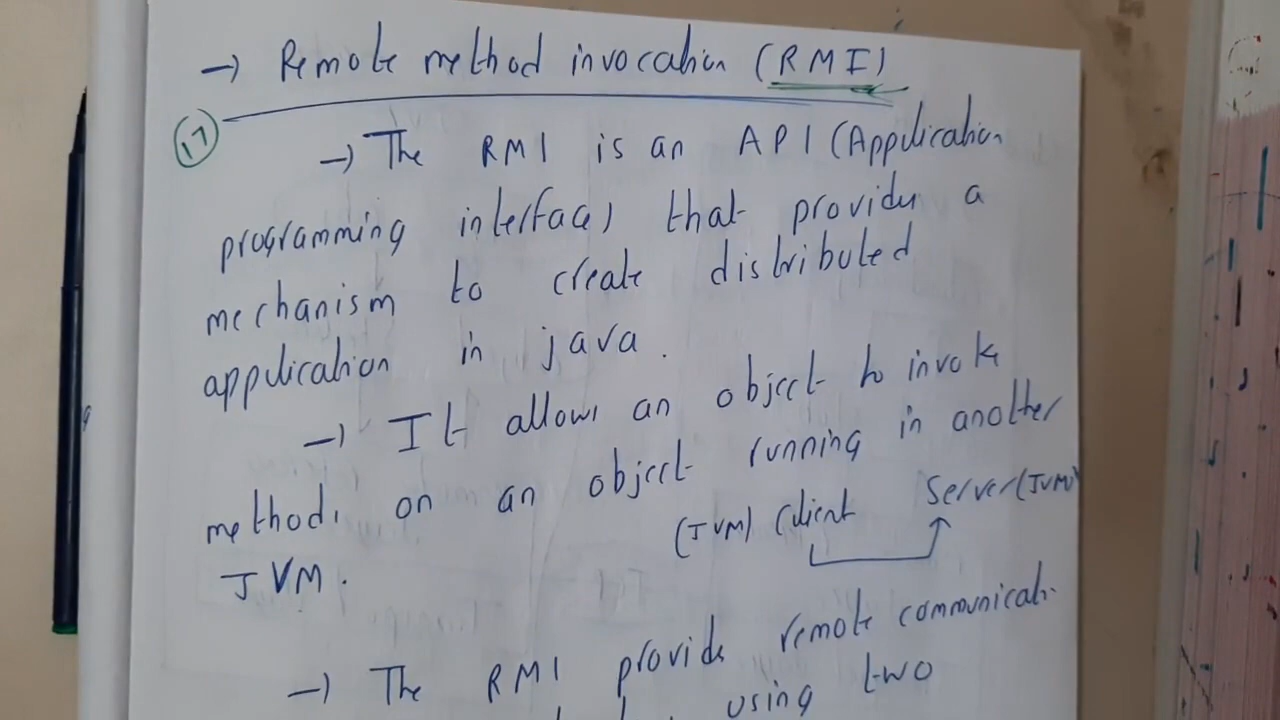 → Remote method invocation (RMI)
17
→ The RMI is an API (Application
programming interface) that provides a
mechanism to create distributed
application in java.
→ It allows an object to invoke
methods on an object running in another
JVM.
(JVM) Client Server (JVM)
→ The RMI provide remote communicati-
using two